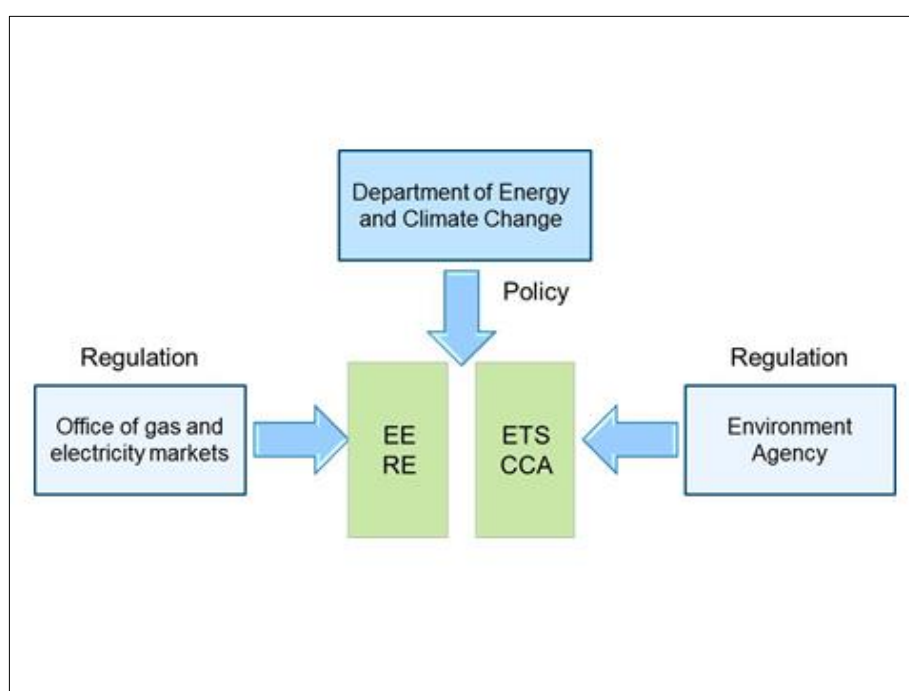 Department of Energy
and Climate Change
Policy
Regulation
Office of gas and
electricity markets
EE
RE
ETS
CCA
Regulation
Environment
Agency